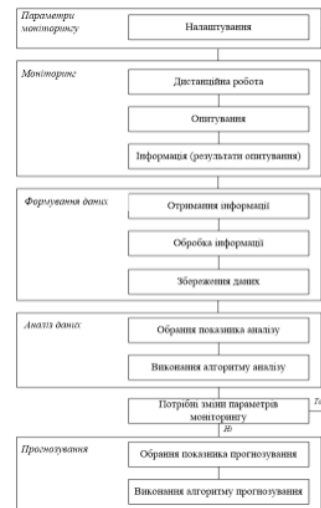 Параметри
моніторингу
Налаштування
Моніторинг
Дистанційна робота
Опитування
Інформація (результати опитування)
Формування даних
Отримання інформації
Обробка інформації
Збереження даних
Аналіз даних
Обрання показника аналізу
Виконання алгоритму аналізу
Потрібні зміни параметрів
моніторингу
Ні
Прогнозування
Обрання показника прогнозування
Виконання алгоритму прогнозування